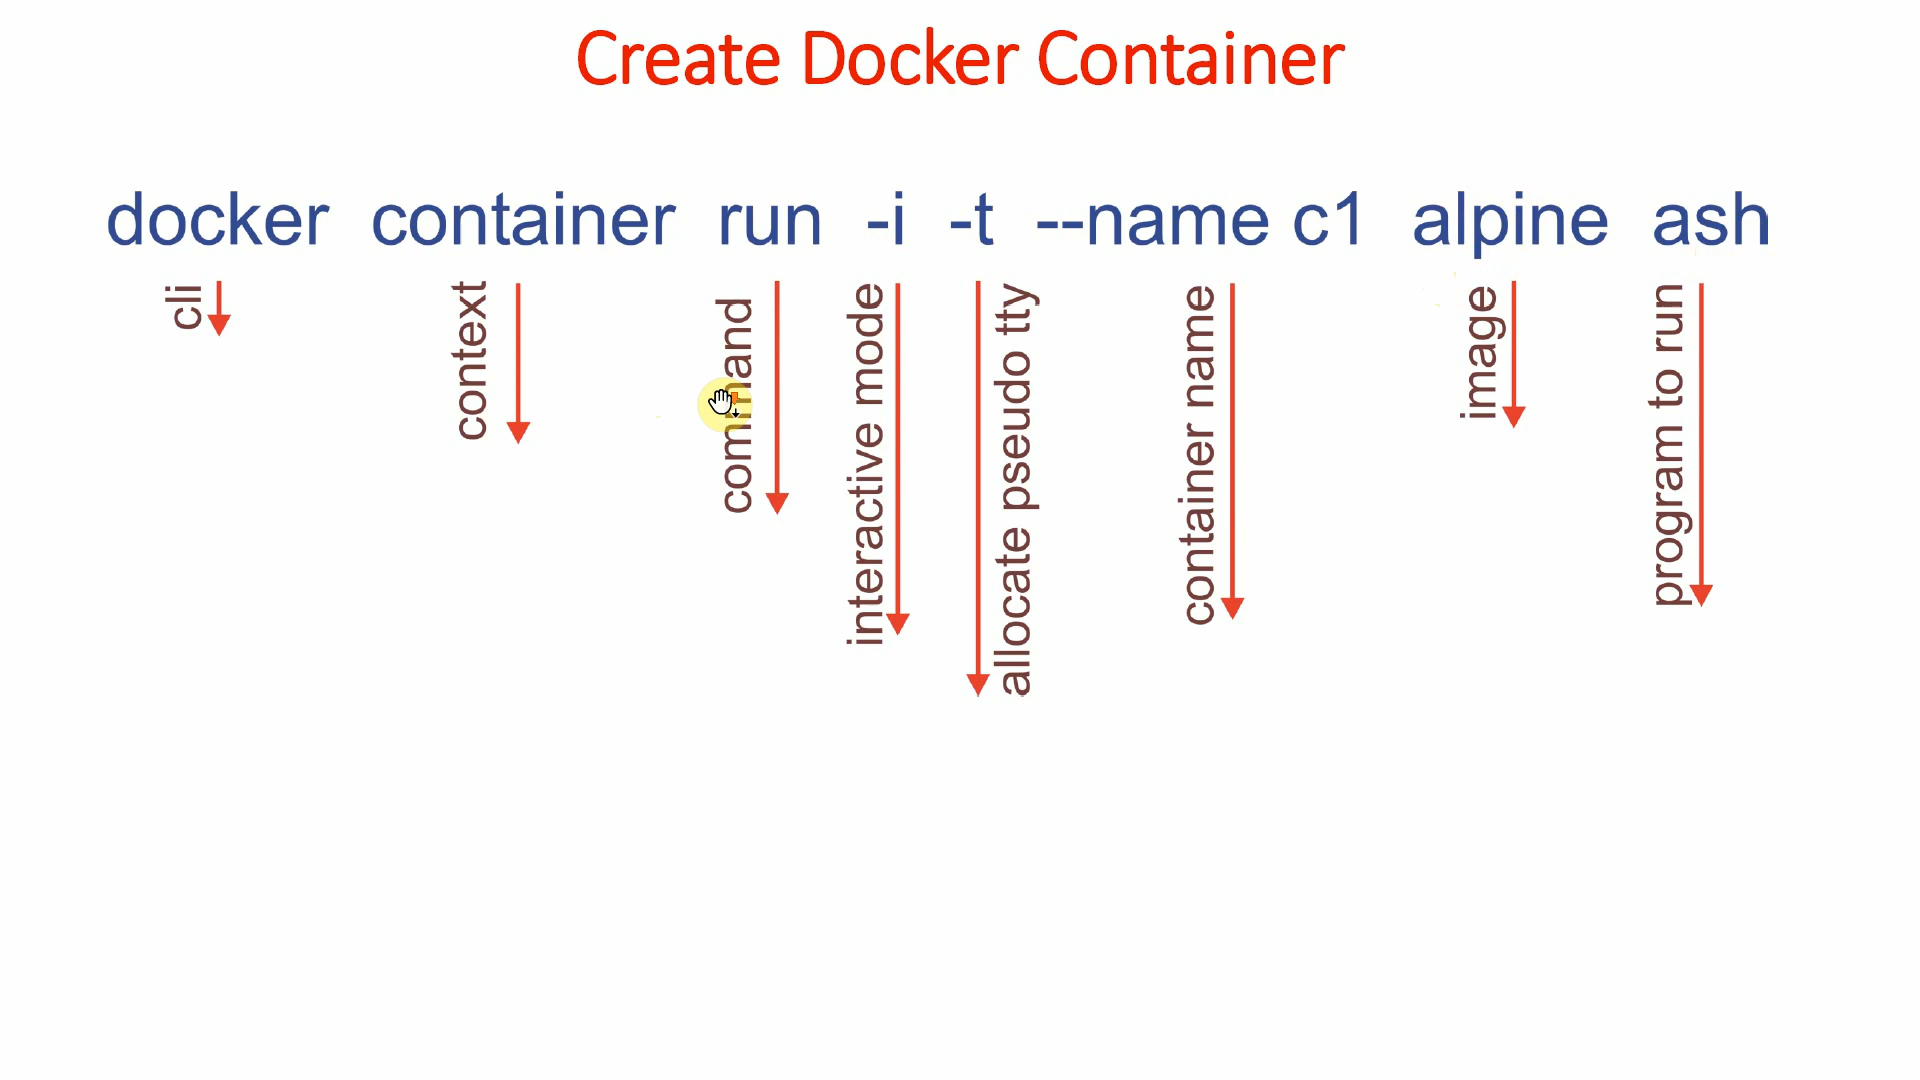 Create Docker Container
docker container run -i -t --name c1 alpine ash
cli
context
command
interactive mode
allocate pseudo tty
container name
image
program to run